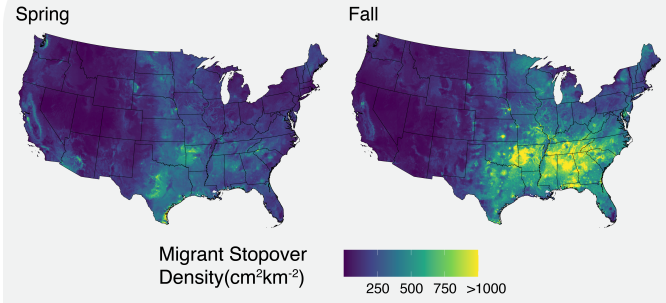 Spring
Fall
Migrant Stopover
Density(cm²km⁻²)
250 500 750 >1000